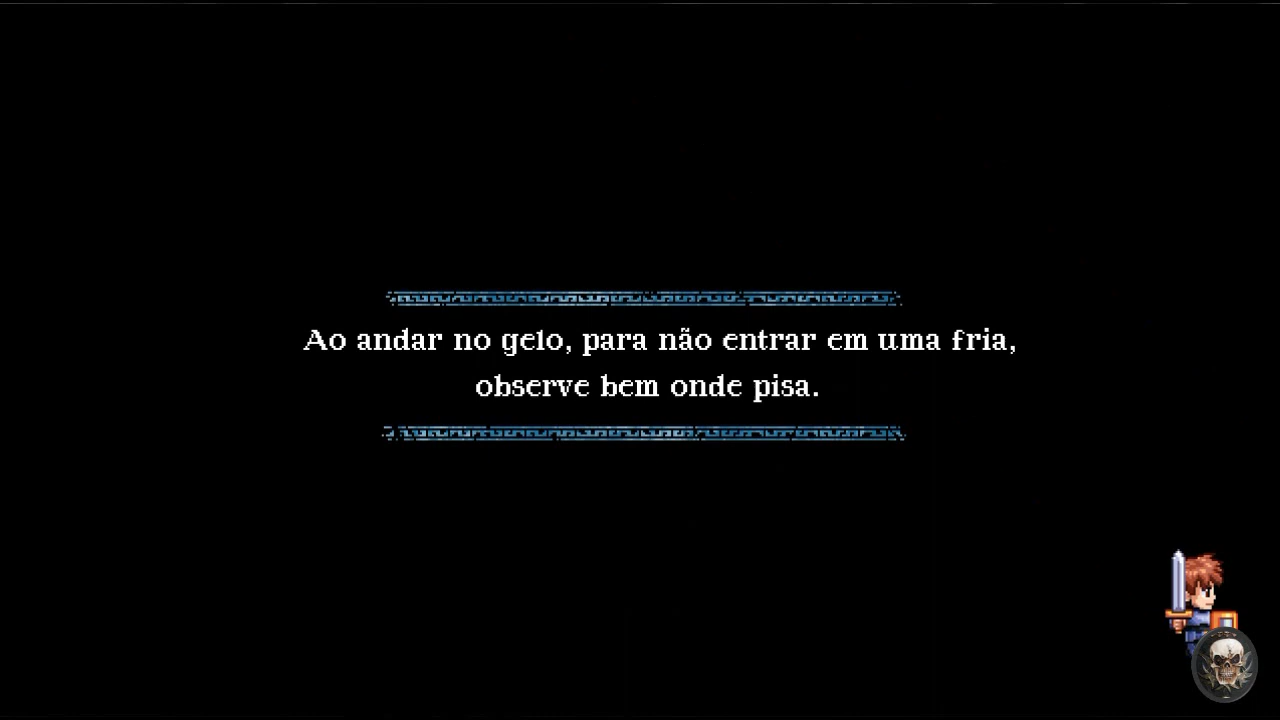 Ao andar no gelo, para não entrar em uma fria,
observe bem onde pisa.